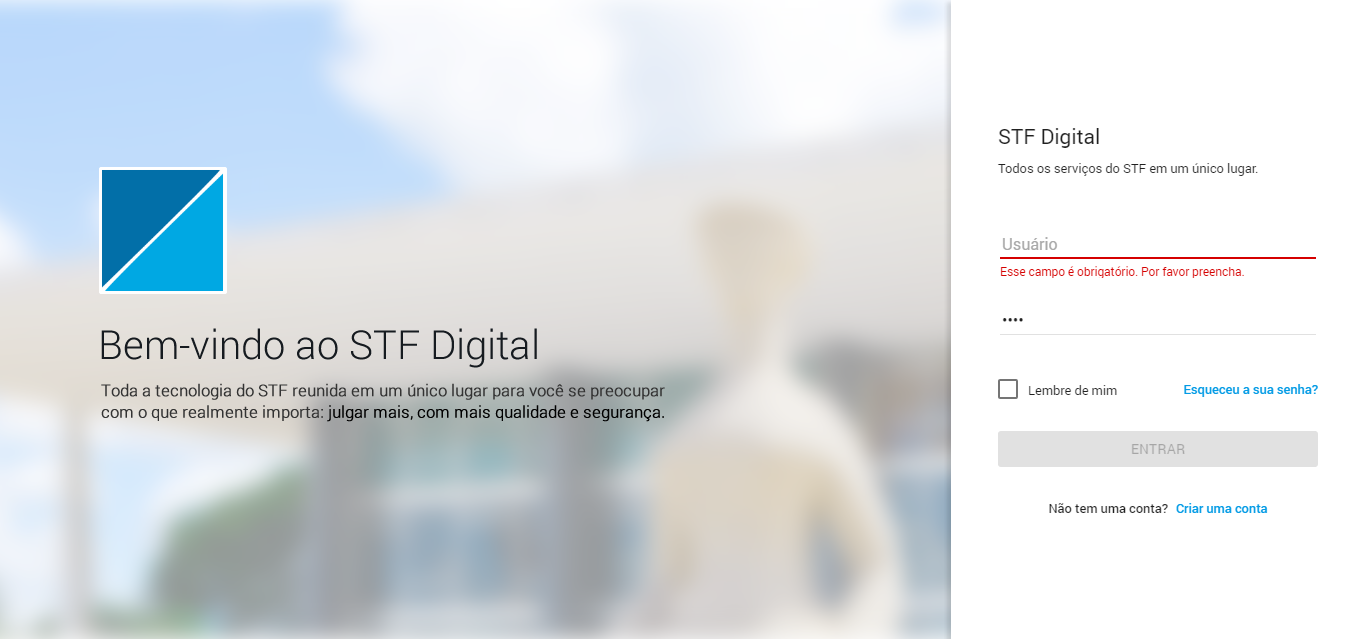 Bem-vindo ao STF Digital
Toda a tecnologia do STF reunida em um único lugar para você se preocupar
com o que realmente importa: julgar mais, com mais qualidade e segurança.
STF Digital
Todos os serviços do STF em um único lugar.
Usuário
Esse campo é obrigatório. Por favor preencha.
••••
Lembre de mim
Esqueceu a sua senha?
ENTRAR
Não tem uma conta? Criar uma conta